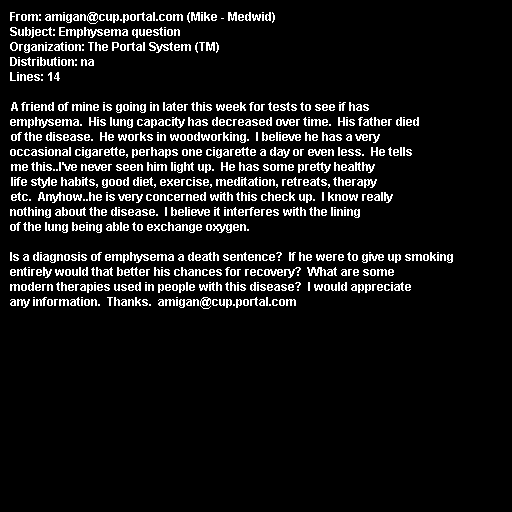 From: amigan@cup.portal.com (Mike - Medwid)
Subject: Emphysema question
Organization: The Portal System (TM)
Distribution: na
Lines: 14

A friend of mine is going in later this week for tests to see if has
emphysema.  His lung capacity has decreased over time.  His father died
of the disease.  He works in woodworking.  I believe he has a very
occasional cigarette, perhaps one cigarette a day or even less.  He tells
me this..I've never seen him light up.  He has some pretty healthy
life style habits, good diet, exercise, meditation, retreats, therapy
etc.  Anyhow..he is very concerned with this check up.  I know really
nothing about the disease.  I believe it interferes with the lining
of the lung being able to exchange oxygen.

Is a diagnosis of emphysema a death sentence?  If he were to give up smoking
entirely would that better his chances for recovery?  What are some
modern therapies used in people with this disease?  I would appreciate
any information.  Thanks.  amigan@cup.portal.com